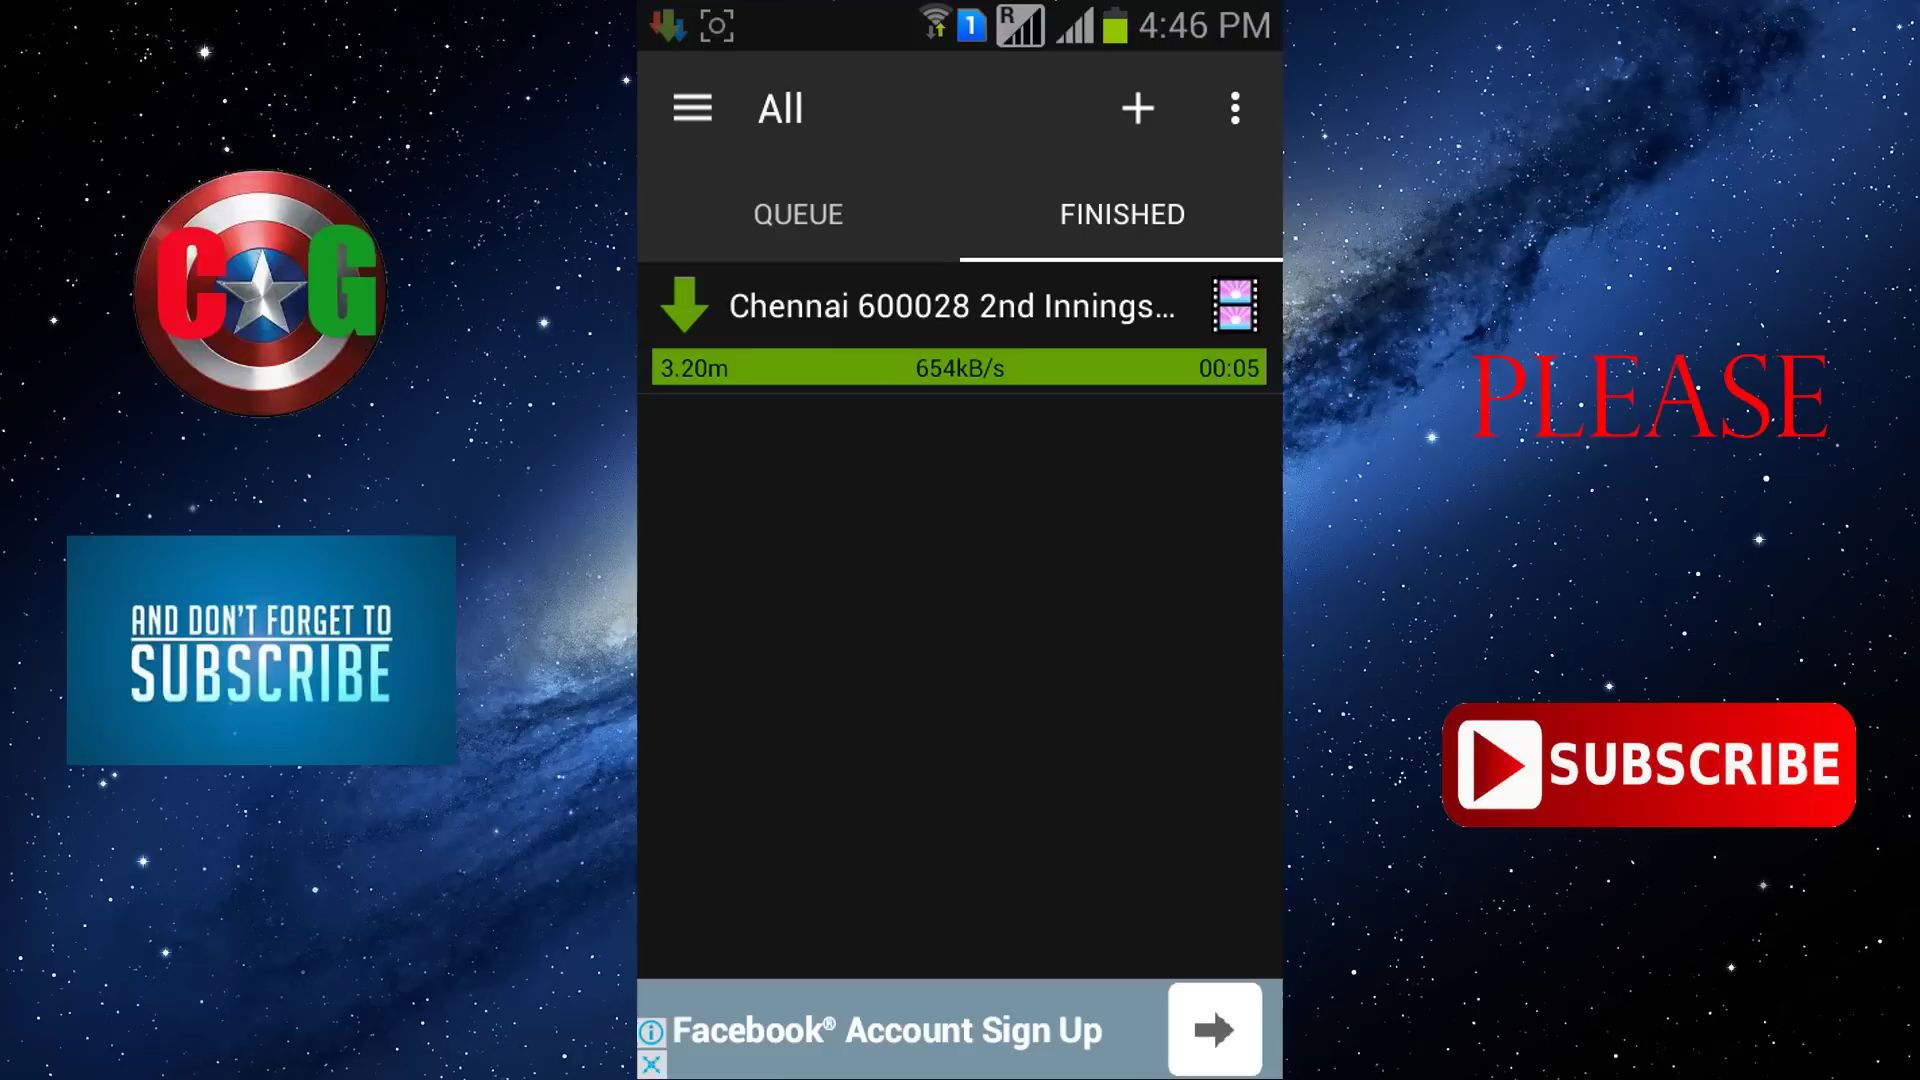 1 R 4:46 PM
All
QUEUE FINISHED
Chennai 600028 2nd Innings...
3.20m 654kB/s 00:05
Facebook® Account Sign Up
CG
AND DON'T FORGET TO
SUBSCRIBE
PLEASE
SUBSCRIBE